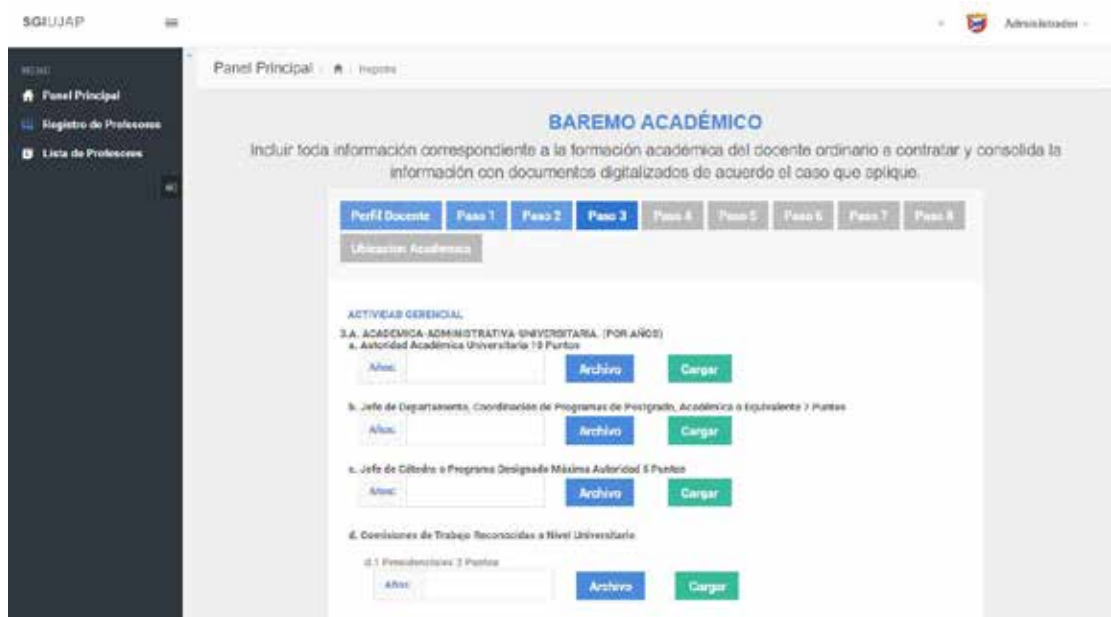 SGIUJAP
Administrador
MENU
Panel Principal
Registro de Profesores
Lista de Profesores
Panel Principal
Registro
BAREMO ACADÉMICO
Incluir toda información correspondiente a la formación académica del docente ordinario a contratar y consolida la
información con documentos digitalizados de acuerdo el caso que aplique.
Perfil Docente Paso 1 Paso 2 Paso 3 Paso 4 Paso 5 Paso 6 Paso 7 Paso 8
Ubicacion Academica
ACTIVIDAD GERENCIAL
3.A. ACADEMICA-ADMINISTRATIVA-UNIVERSITARIA. (POR AÑOS)
a. Autoridad Académica Universitaria 10 Puntos
Años: Archivo Cargar
b. Jefe de Departamento, Coordinación de Programas de Postgrado, Académica o Equivalente 7 Puntos
Años: Archivo Cargar
c. Jefe de Cátedra o Programa Designado Máxima Autoridad 5 Puntos
Años: Archivo Cargar
d. Comisiones de Trabajo Reconocidas a Nivel Universitario
d.1 Presidenciales 3 Puntos
Años: Archivo Cargar